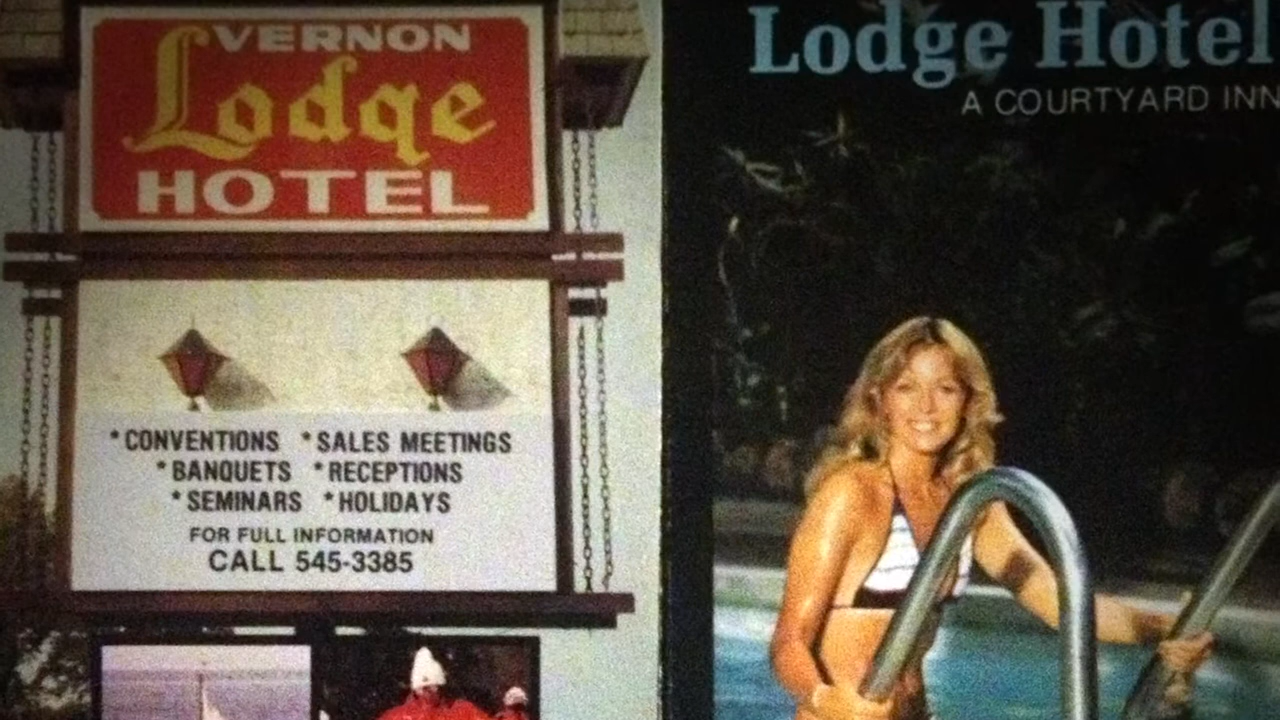 VERNON
Lodge
HOTEL
*CONVENTIONS *SALES MEETINGS
*BANQUETS *RECEPTIONS
*SEMINARS *HOLIDAYS
FOR FULL INFORMATION
CALL 545-3385
Lodge Hotel
A COURTYARD INN